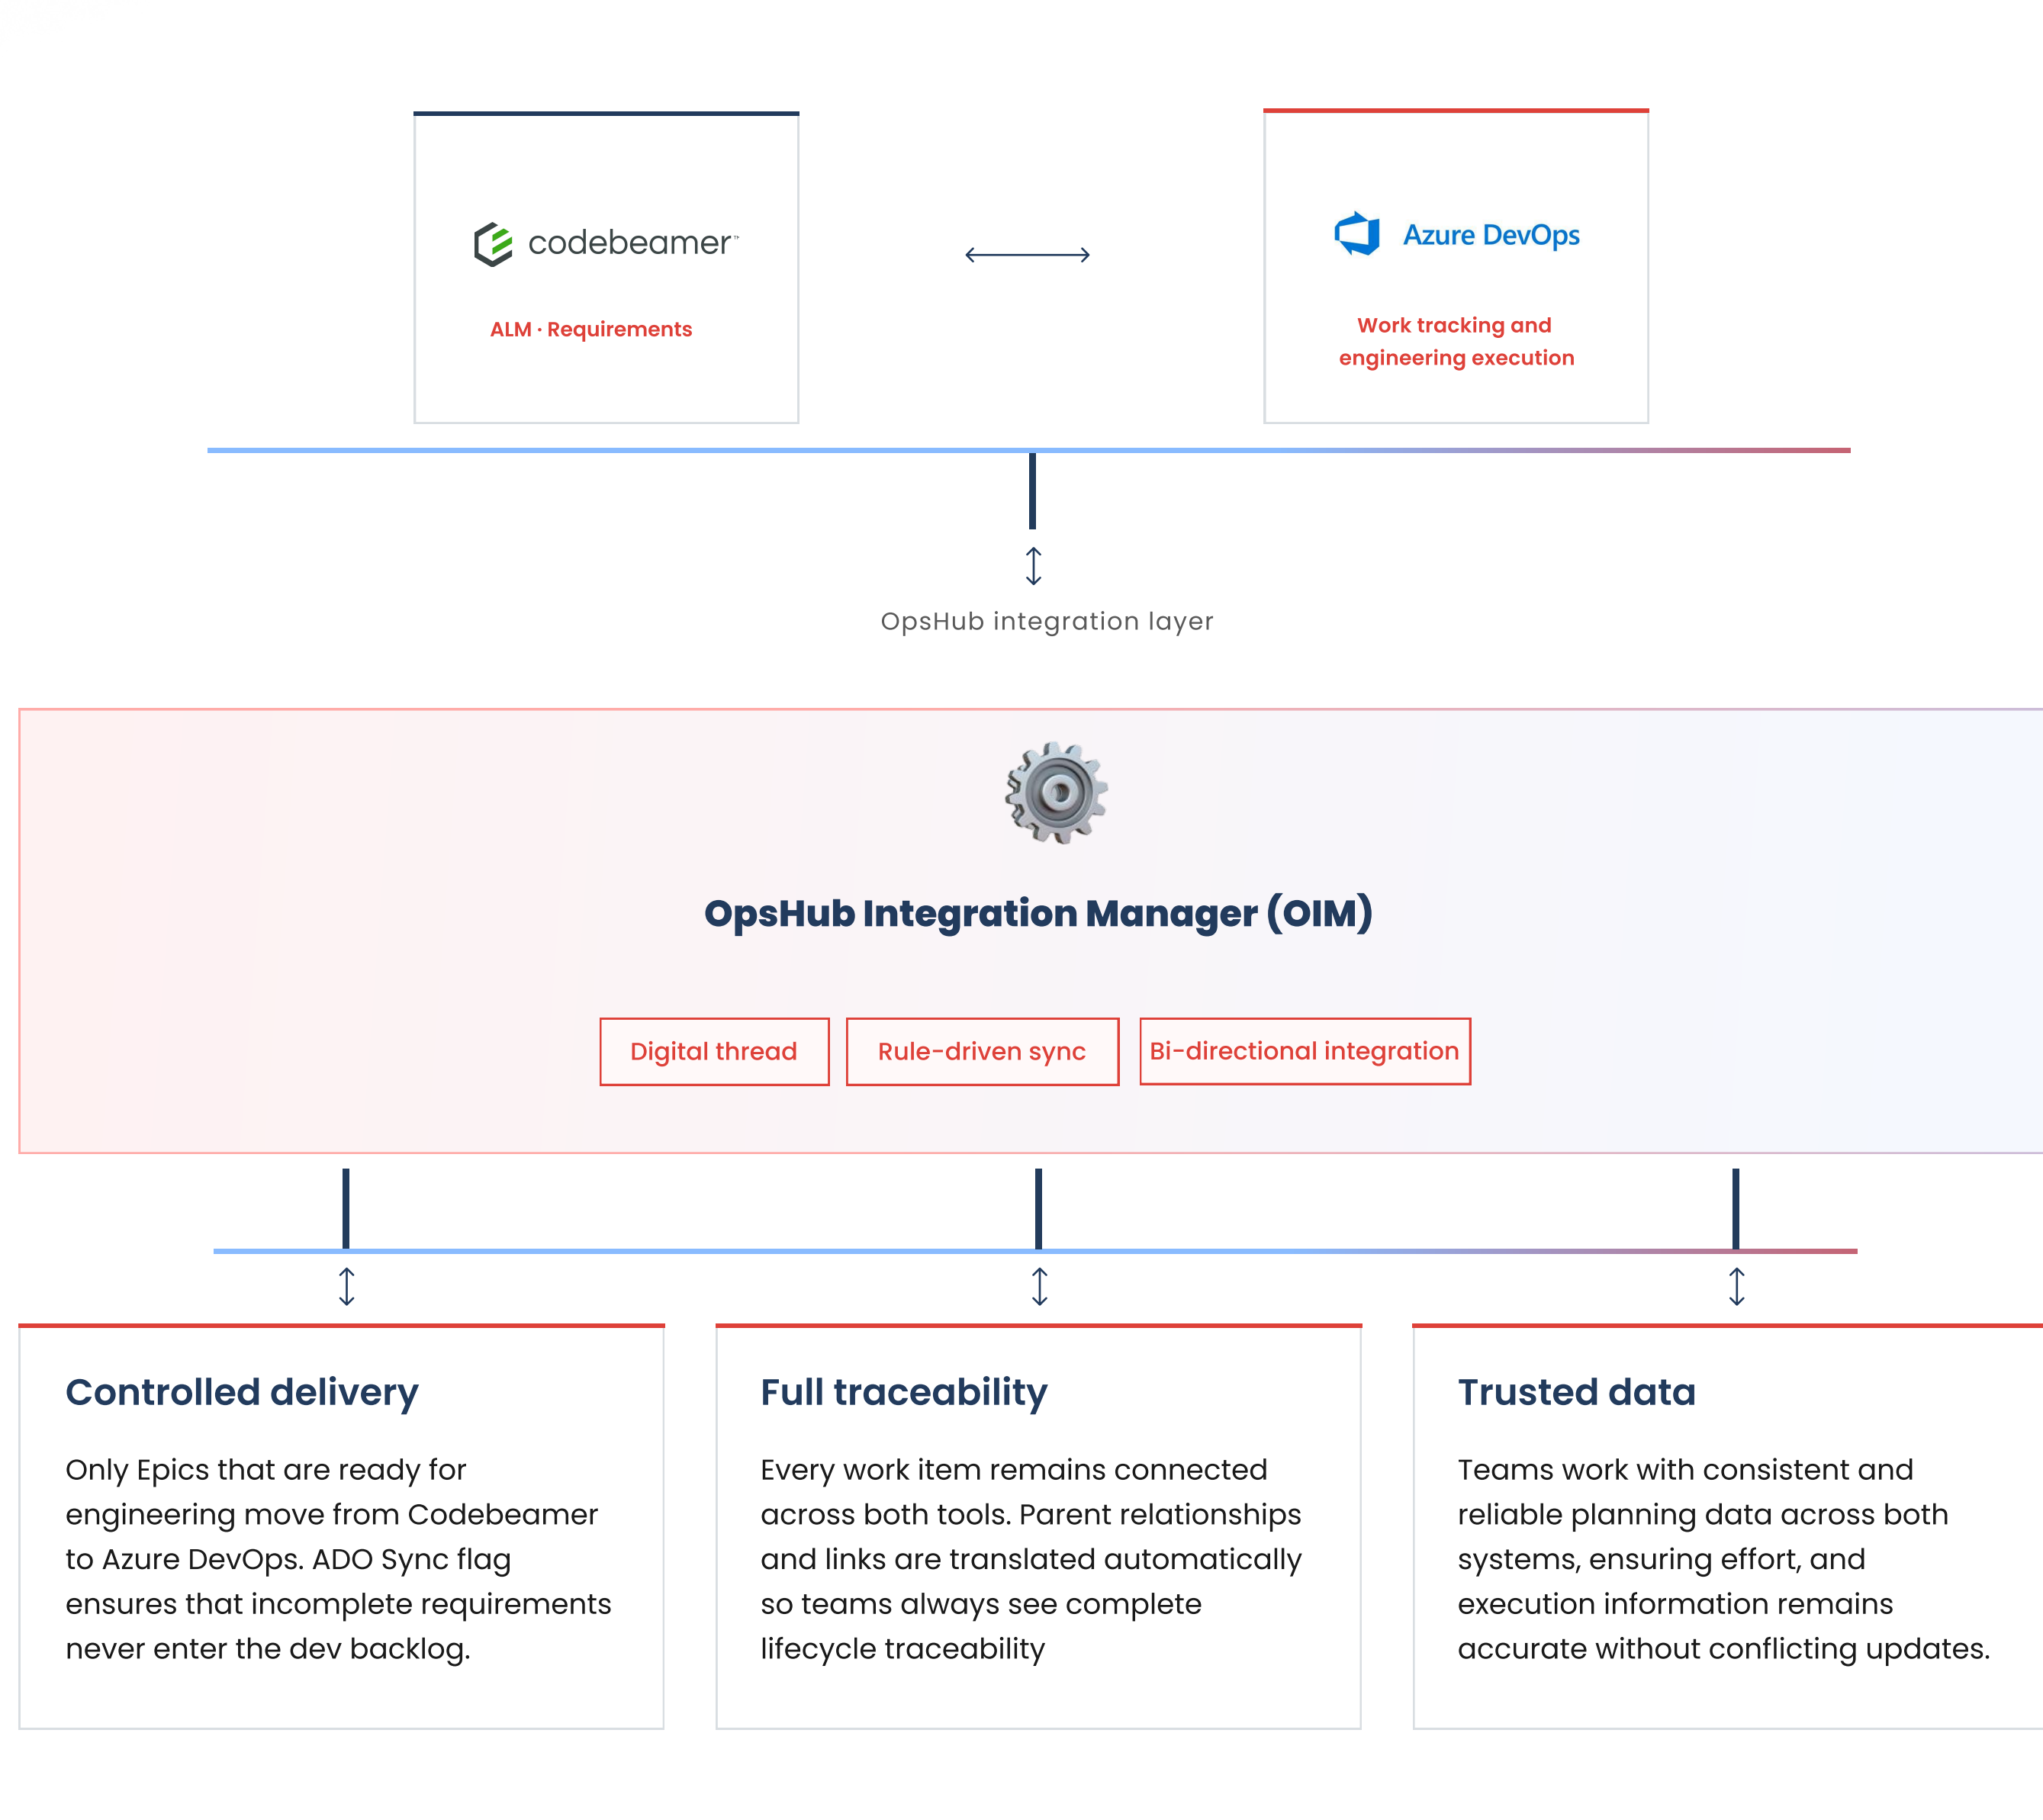 codebeamer™
ALM · Requirements
Azure DevOps
Work tracking and
engineering execution
OpsHub integration layer
OpsHub Integration Manager (OIM)
Digital thread
Rule-driven sync
Bi-directional integration
Controlled delivery
Only Epics that are ready for
engineering move from Codebeamer
to Azure DevOps. ADO Sync flag
ensures that incomplete requirements
never enter the dev backlog.
Full traceability
Every work item remains connected
across both tools. Parent relationships
and links are translated automatically
so teams always see complete
lifecycle traceability
Trusted data
Teams work with consistent and
reliable planning data across both
systems, ensuring effort, and
execution information remains
accurate without conflicting updates.